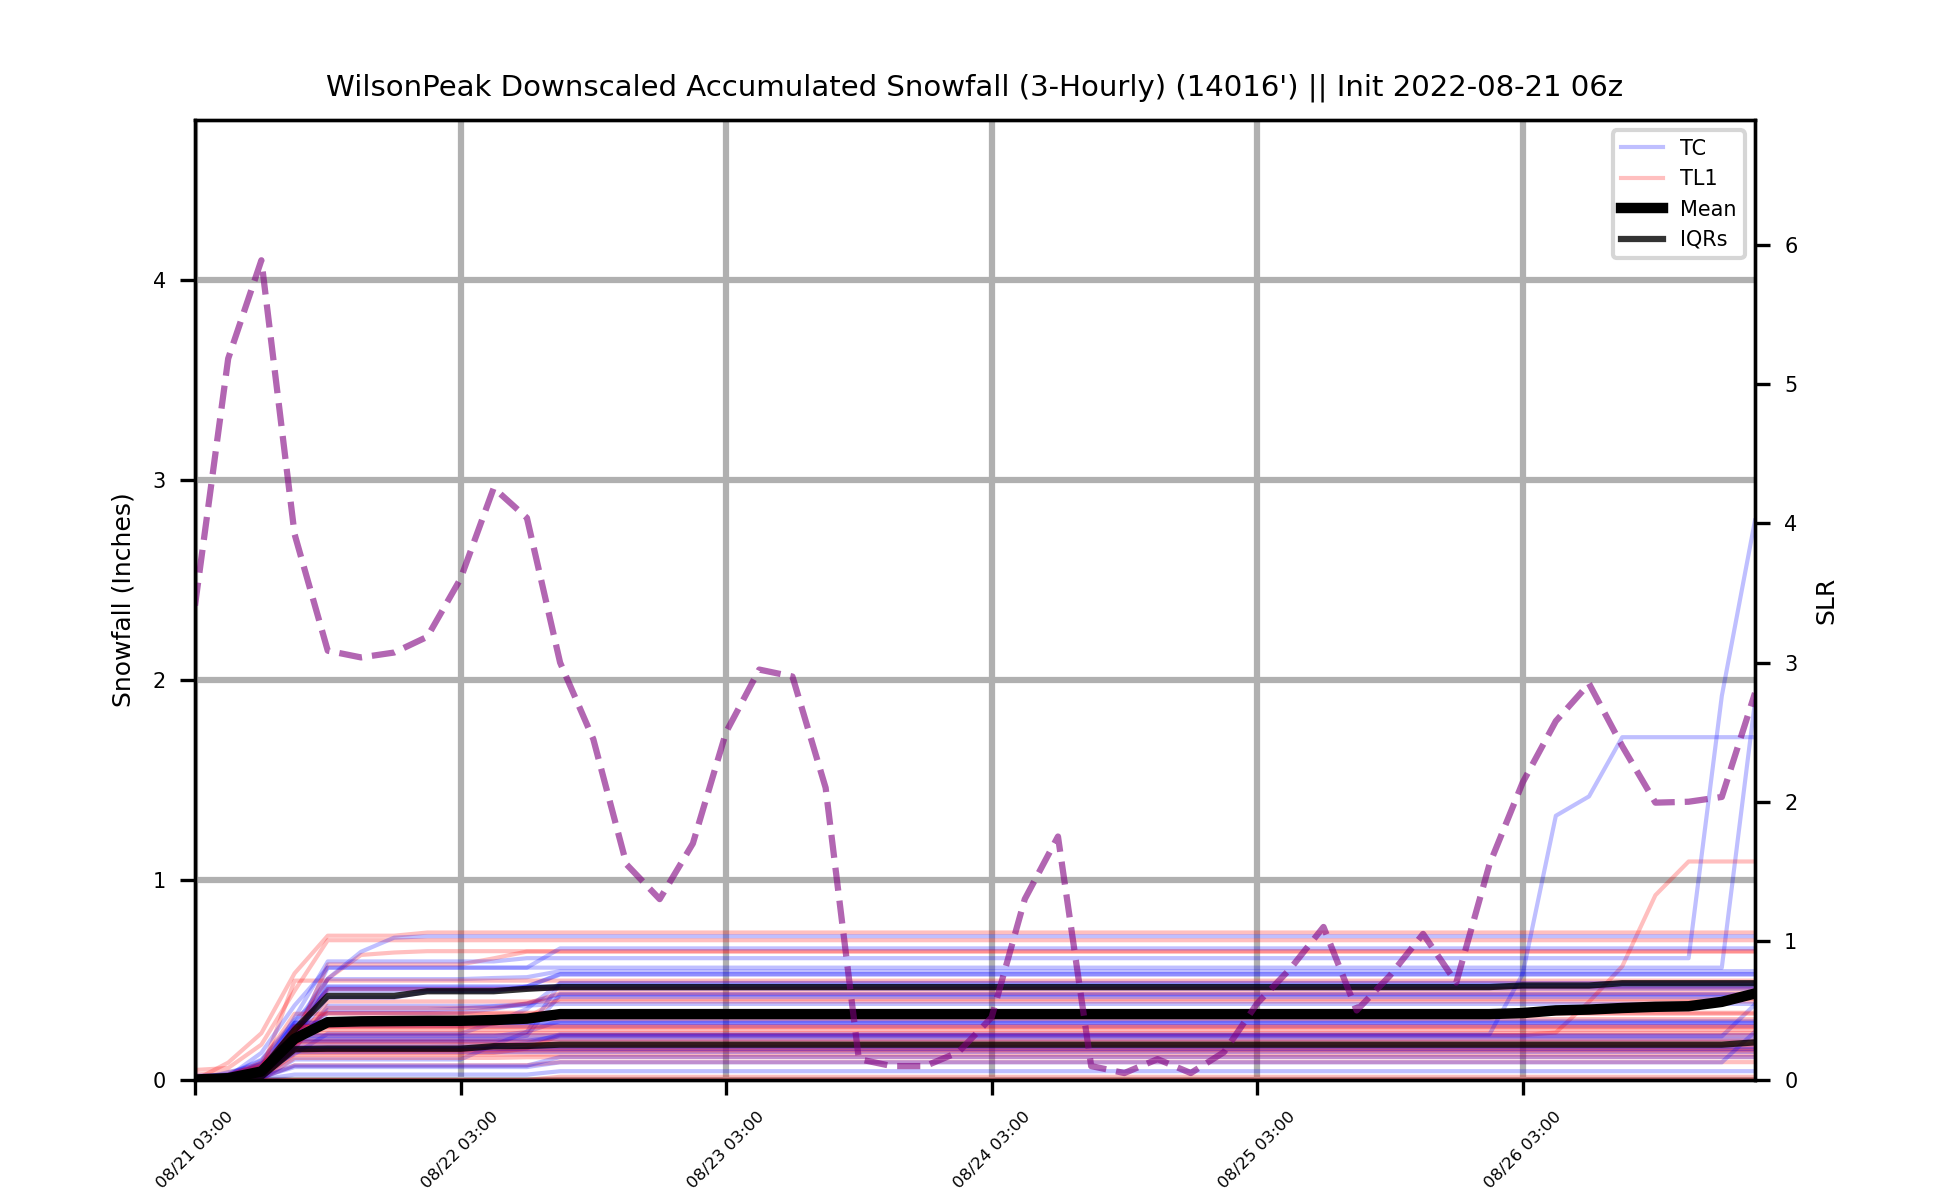 WilsonPeak Downscaled Accumulated Snowfall (3-Hourly) (14016') || Init 2022-08-21 06z
TC
TL1
Mean
IQRs
Snowfall (Inches)
4
3
2
1
0
6
5
4
3
2
1
0
SLR
08/21 03:00
08/22 03:00
08/23 03:00
08/24 03:00
08/25 03:00
08/26 03:00